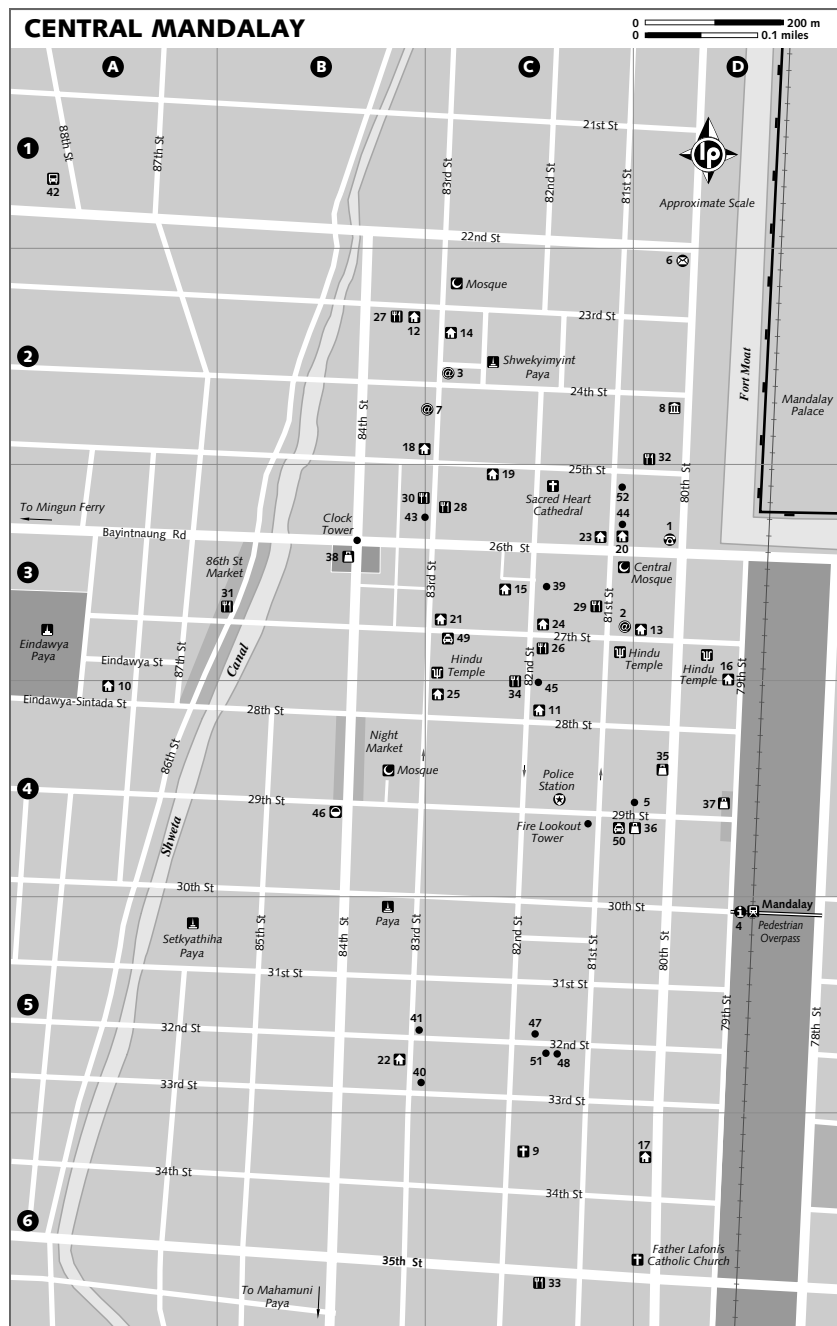 CENTRAL MANDALAY
0 200 m
0 0.1 miles
A
B
C
D
1
21st St
88th St
87th St
83rd St
82nd St
81st St
lp
42
Approximate Scale
22nd St
6
Mosque
27
12
14
23rd St
2
Shwekyimyint
Paya
3
24th St
Fort Moat
Mandalay
Palace
84th St
7
8
18
32
25th St
80th St
19
To Mingun Ferry
30
28
Sacred Heart
Cathedral
52
43
44
1
Clock
Tower
Bayintnaung Rd
26th St
23
20
3
86th St
Market
38
Central
Mosque
31
83rd St
15
39
29
81st St
2
21
24
13
Eindawya
Paya
49
27th St
87th St
Canal
26
Hindu
Temple
Hindu
Temple
Hindu
Temple
16
79th St
Eindawya St
10
82nd St
34
45
25
Eindawya-Sintada St
28th St
11
28th St
86th St
Night
Market
Mosque
Police
Station
35
4
29th St
46
5
37
29th St
Fire Lookout
Tower
50
36
Shweta
30th St
30th St
Mandalay
4
Pedestrian
Overpass
Paya
Setkyathiha
Paya
85th St
84th St
83rd St
82nd St
81st St
80th St
31st St
31st St
5
79th St
78th St
41
47
32nd St
32nd St
22
51
48
40
33rd St
33rd St
9
17
34th St
34th St
6
35th St
Father Lafonís
Catholic Church
33
To Mahamuni
Paya